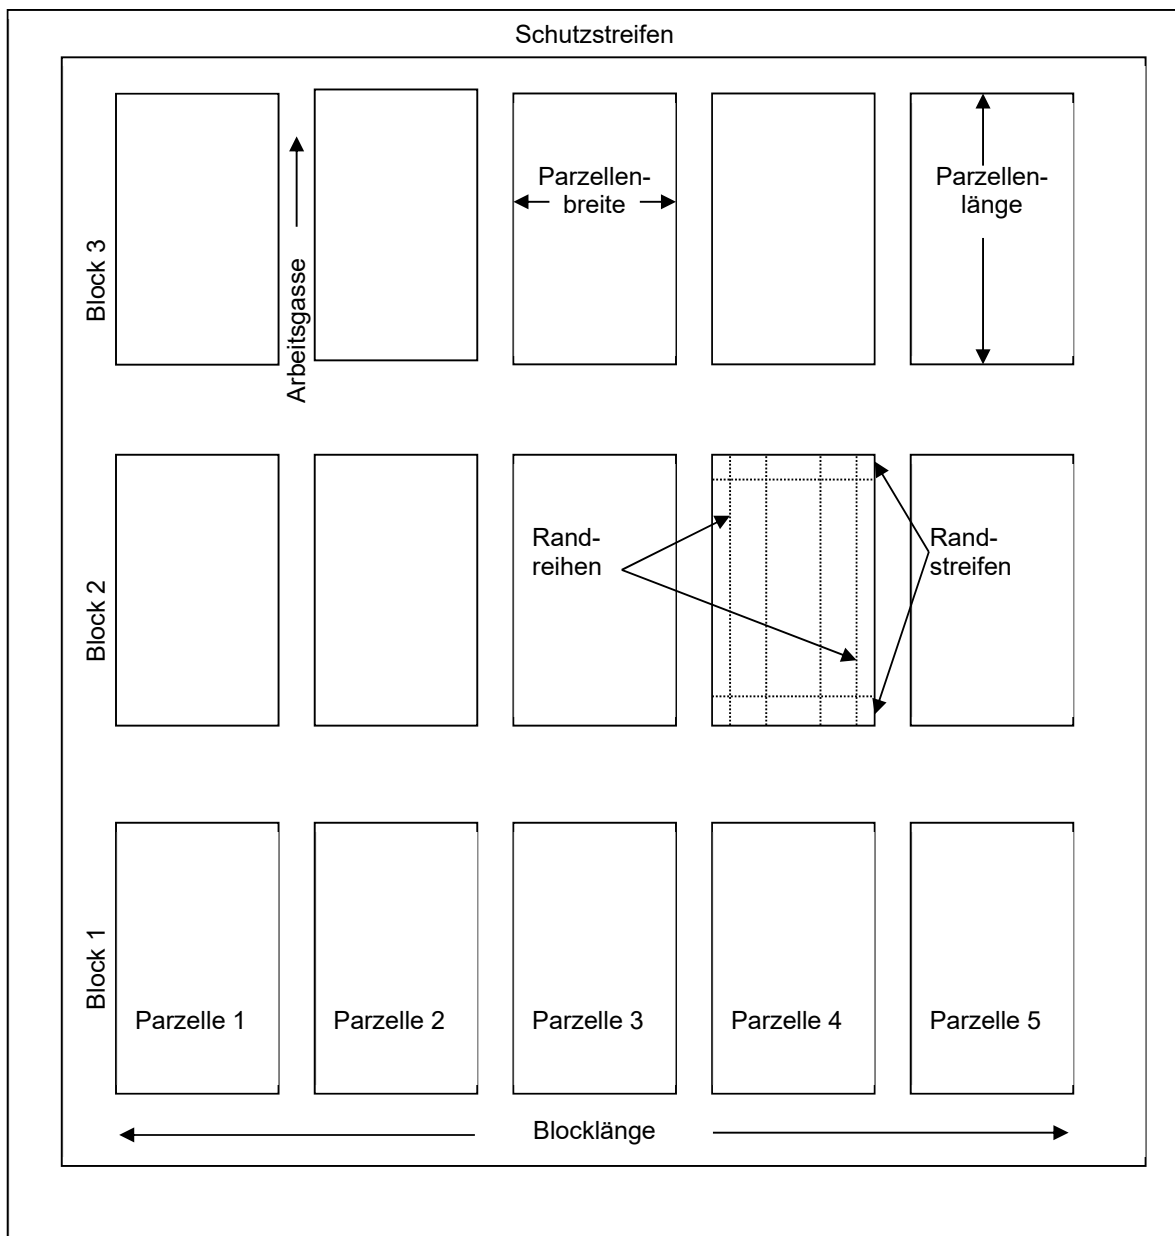 Schutzstreifen
Block 3
Arbeitsgasse
Parzellen-
breite
Parzellen-
länge
Block 2
Rand-
reihen
Rand-
streifen
Block 1
Parzelle 1
Parzelle 2
Parzelle 3
Parzelle 4
Parzelle 5
Blocklänge